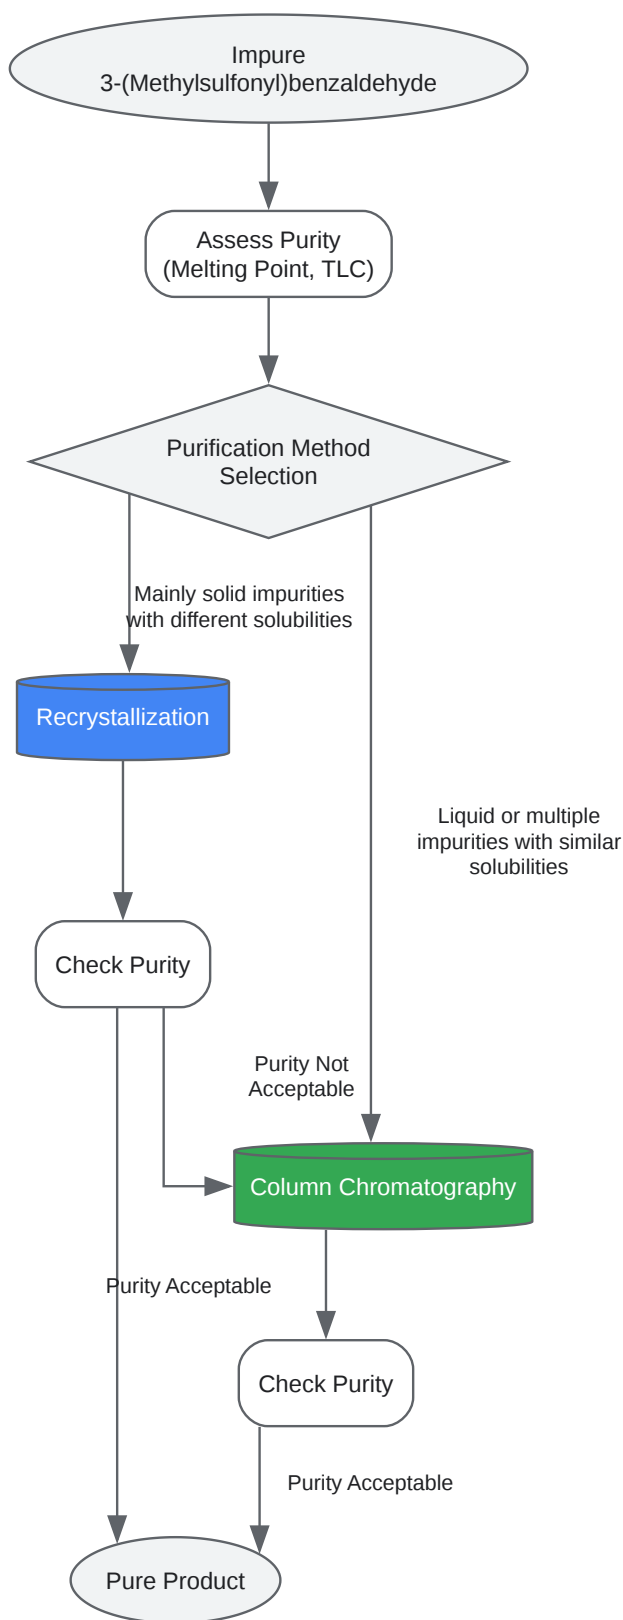 Impure
3-(Methylsulfonyl)benzaldehyde
Assess Purity
(Melting Point, TLC)
Purification Method
Selection
Mainly solid impurities
with different solubilities
Recrystallization
Liquid or multiple
impurities with similar
solubilities
Check Purity
Purity Not
Acceptable
Column Chromatography
Purity Acceptable
Check Purity
Purity Acceptable
Pure Product